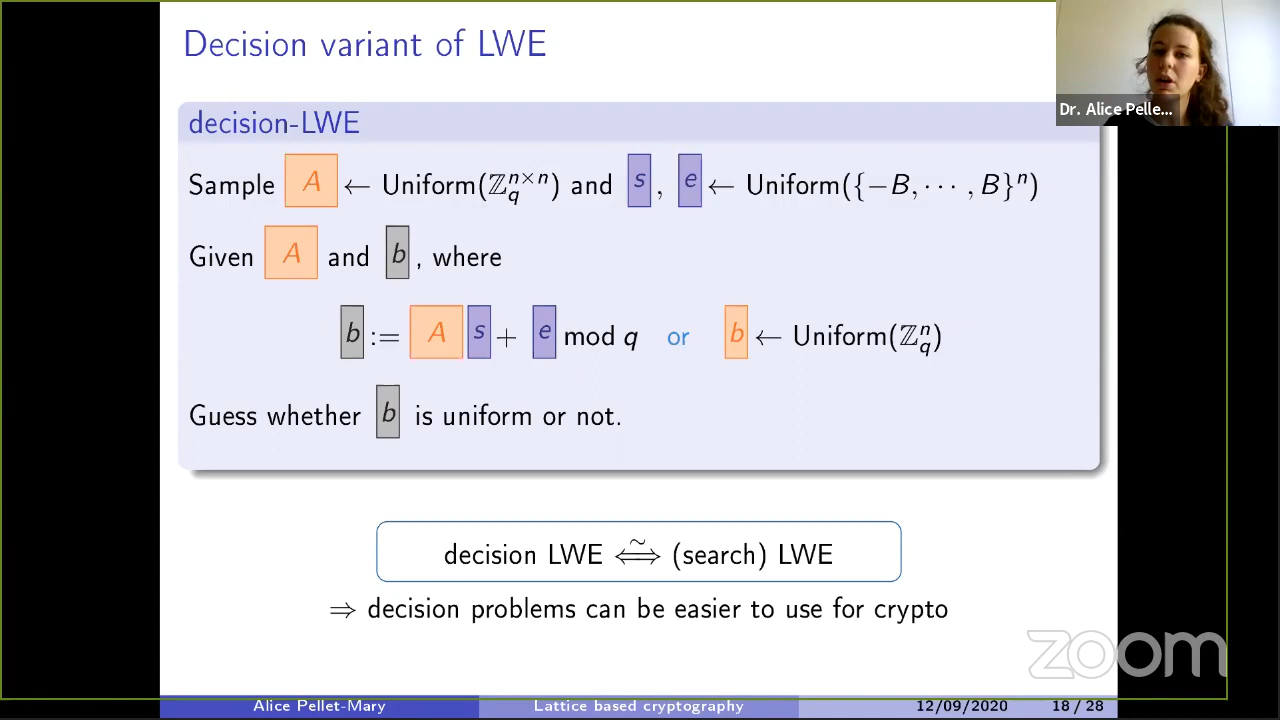 Decision variant of LWE
Dr. Alice Pelle...
decision-LWE
Sample A ← Uniform(ℤ_q^{n×n}) and s, e ← Uniform({−B, ⋯ , B}^n)
Given A and b, where
b := A s + e mod q or b ← Uniform(ℤ_q^n)
Guess whether b is uniform or not.
decision LWE ⟺̃ (search) LWE
⇒ decision problems can be easier to use for crypto
zoom
Alice Pellet-Mary Lattice based cryptography 12/09/2020 18 / 28